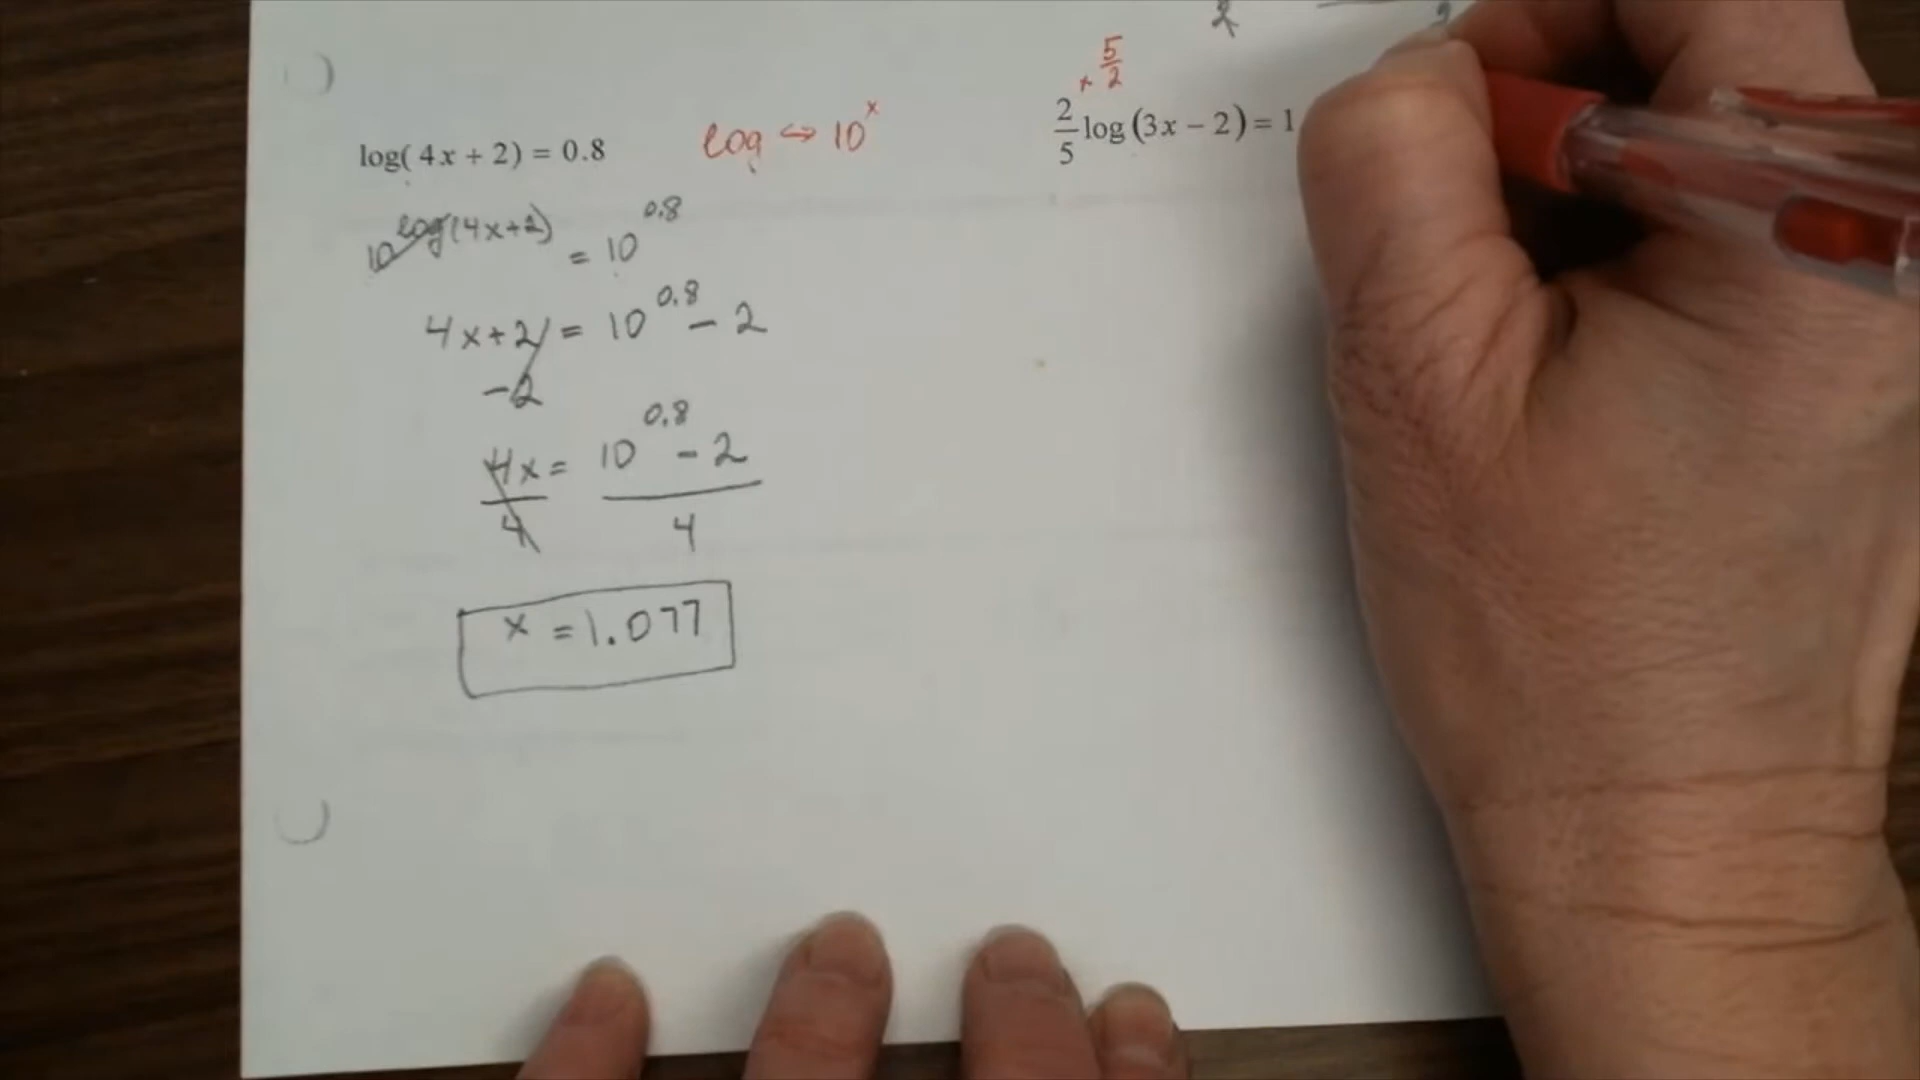 log( 4x + 2) = 0.8
log ↔ 10^x
10^log(4x+2) = 10^0.8
4x+2 = 10^0.8 - 2
-2
4x = 10^0.8 - 2
4 4
x = 1.077
2
× 5/2
2/5 log (3x − 2) = 1